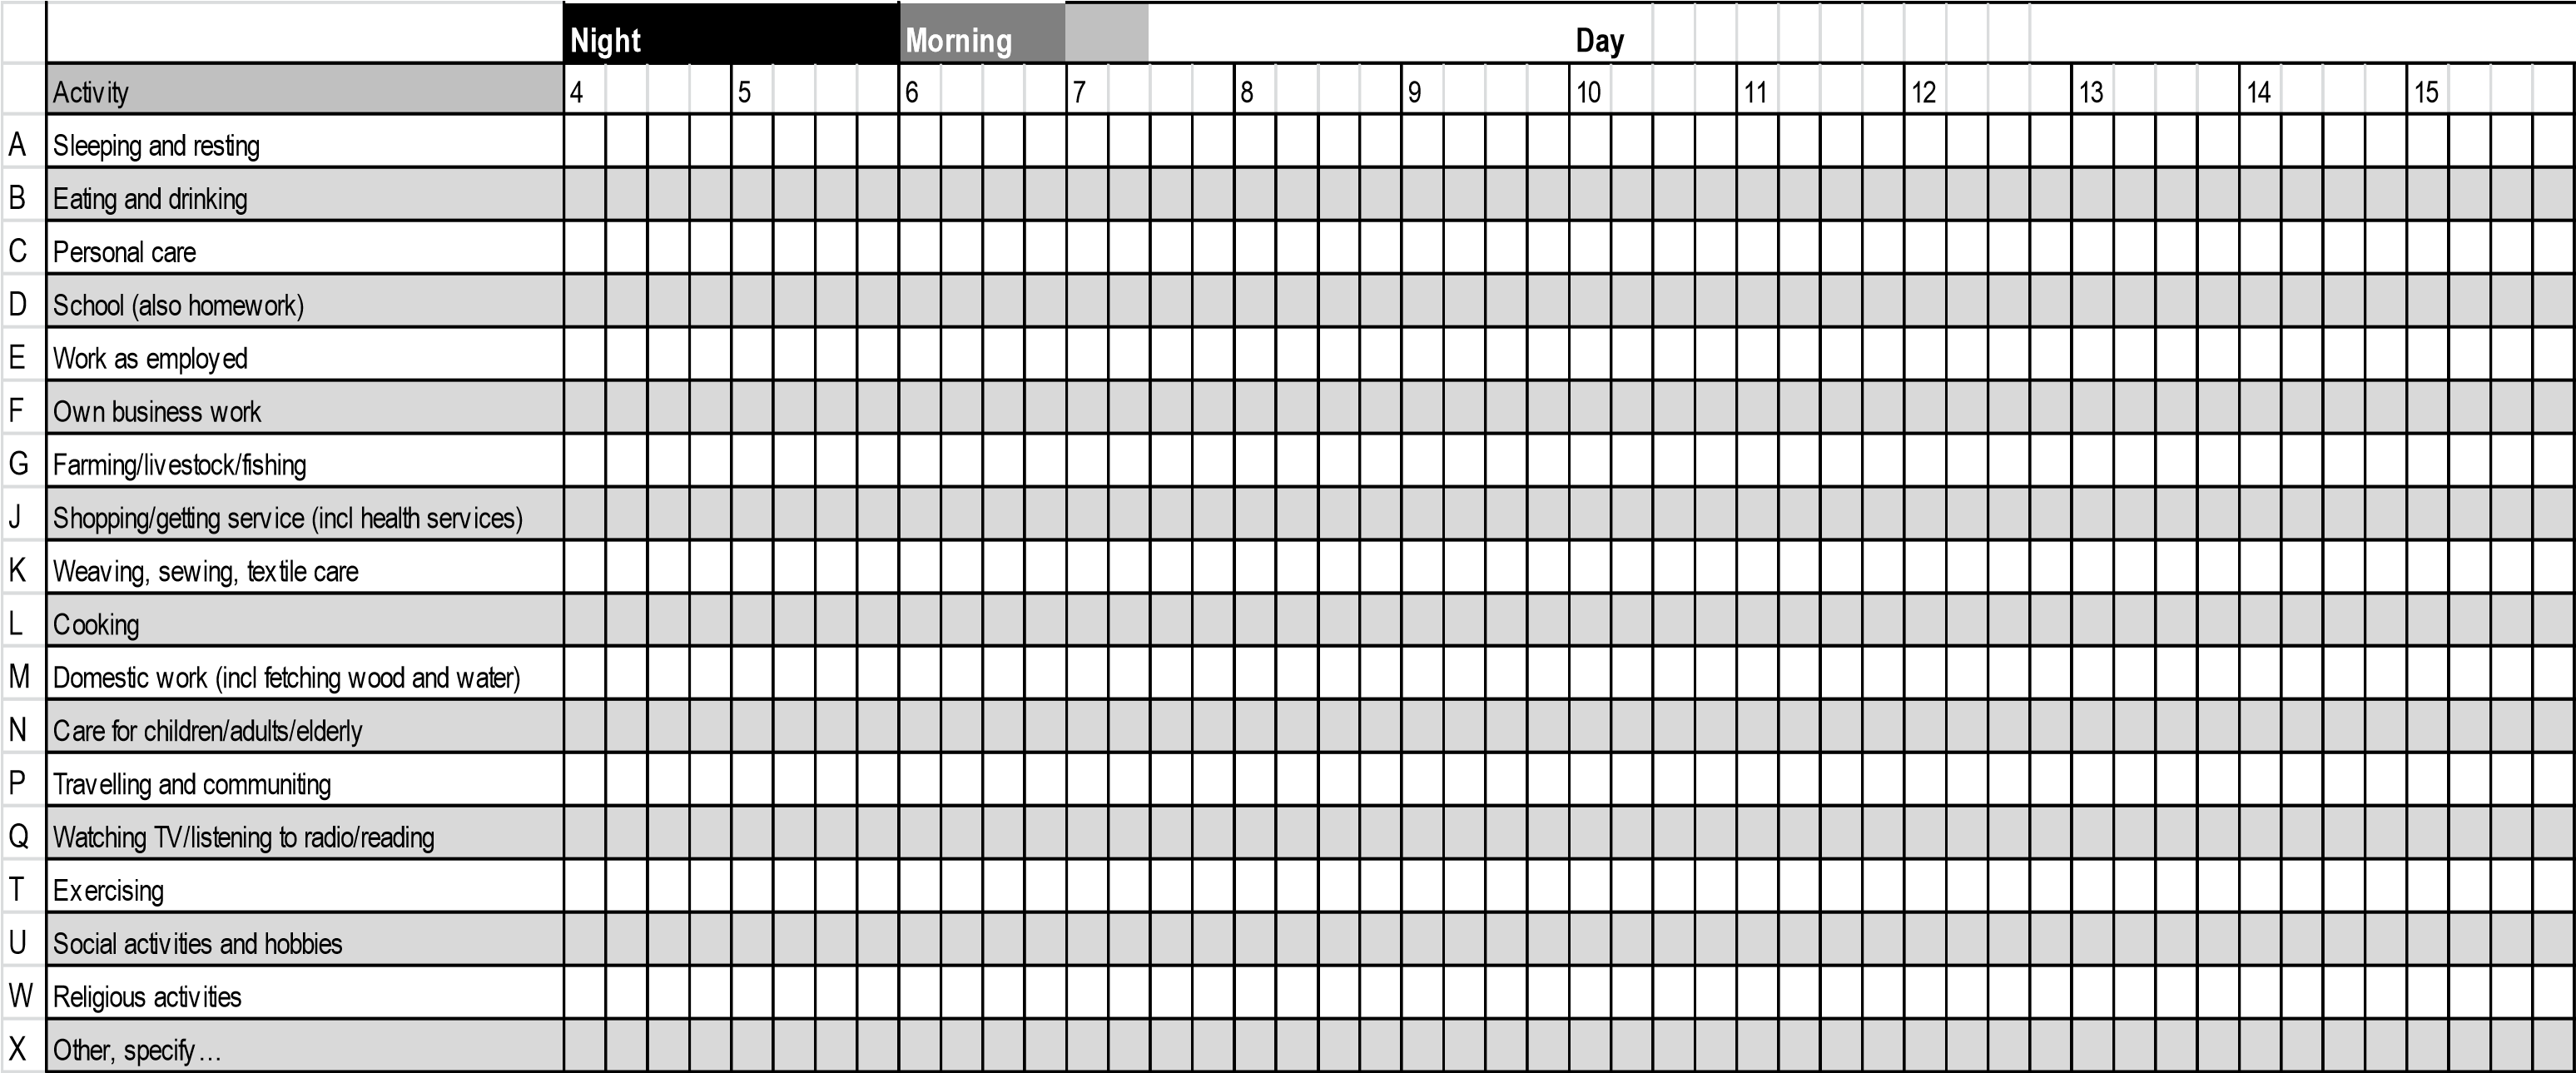 Night Morning Day
Activity 4 5 6 7 8 9 10 11 12 13 14 15
A Sleeping and resting
B Eating and drinking
C Personal care
D School (also homework)
E Work as employed
F Own business work
G Farming/livestock/fishing
J Shopping/getting service (incl health services)
K Weaving, sewing, textile care
L Cooking
M Domestic work (incl fetching wood and water)
N Care for children/adults/elderly
P Travelling and communiting
Q Watching TV/listening to radio/reading
T Exercising
U Social activities and hobbies
W Religious activities
X Other, specify…